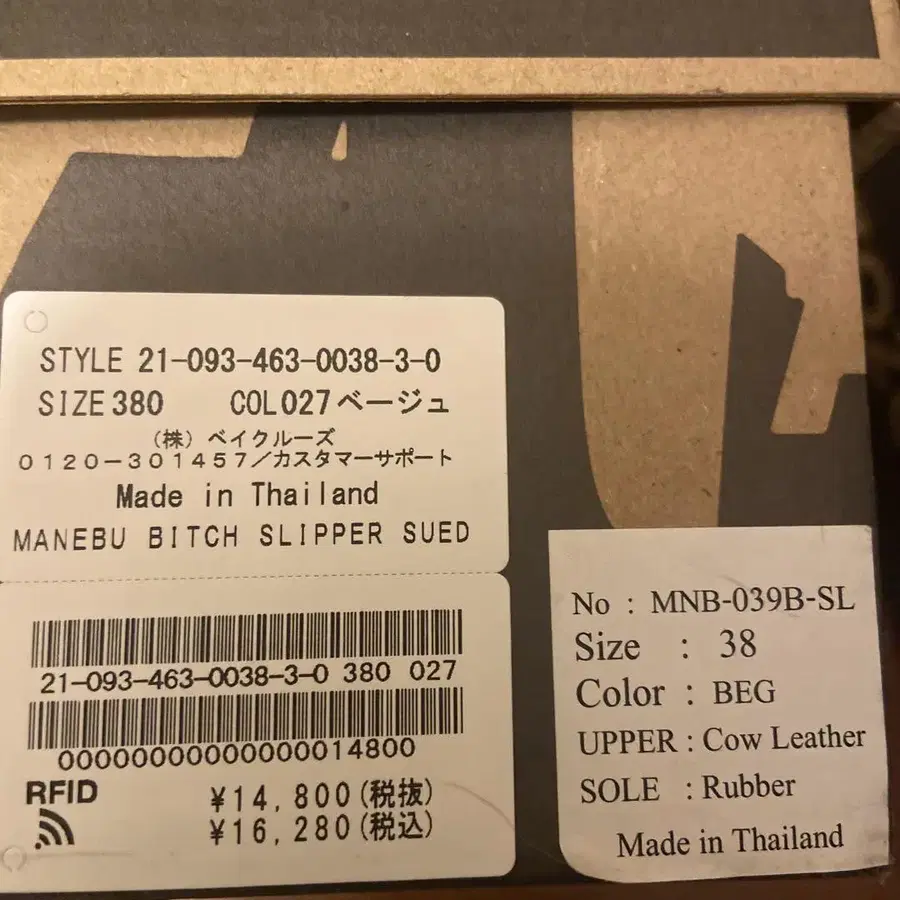 STYLE 21-093-463-0038-3-0
SIZE 380 COL 027 ベージュ
(株) ベイクルーズ
0120-301457/カスタマーサポート
Made in Thailand
MANEBU BITCH SLIPPER SUED
21-093-463-0038-3-0 380 027
00000000000000014800
RFID
¥14,800(税抜)
¥16,280(税込)
No : MNB-039B-SL
Size : 38
Color : BEG
UPPER : Cow Leather
SOLE : Rubber
Made in Thailand